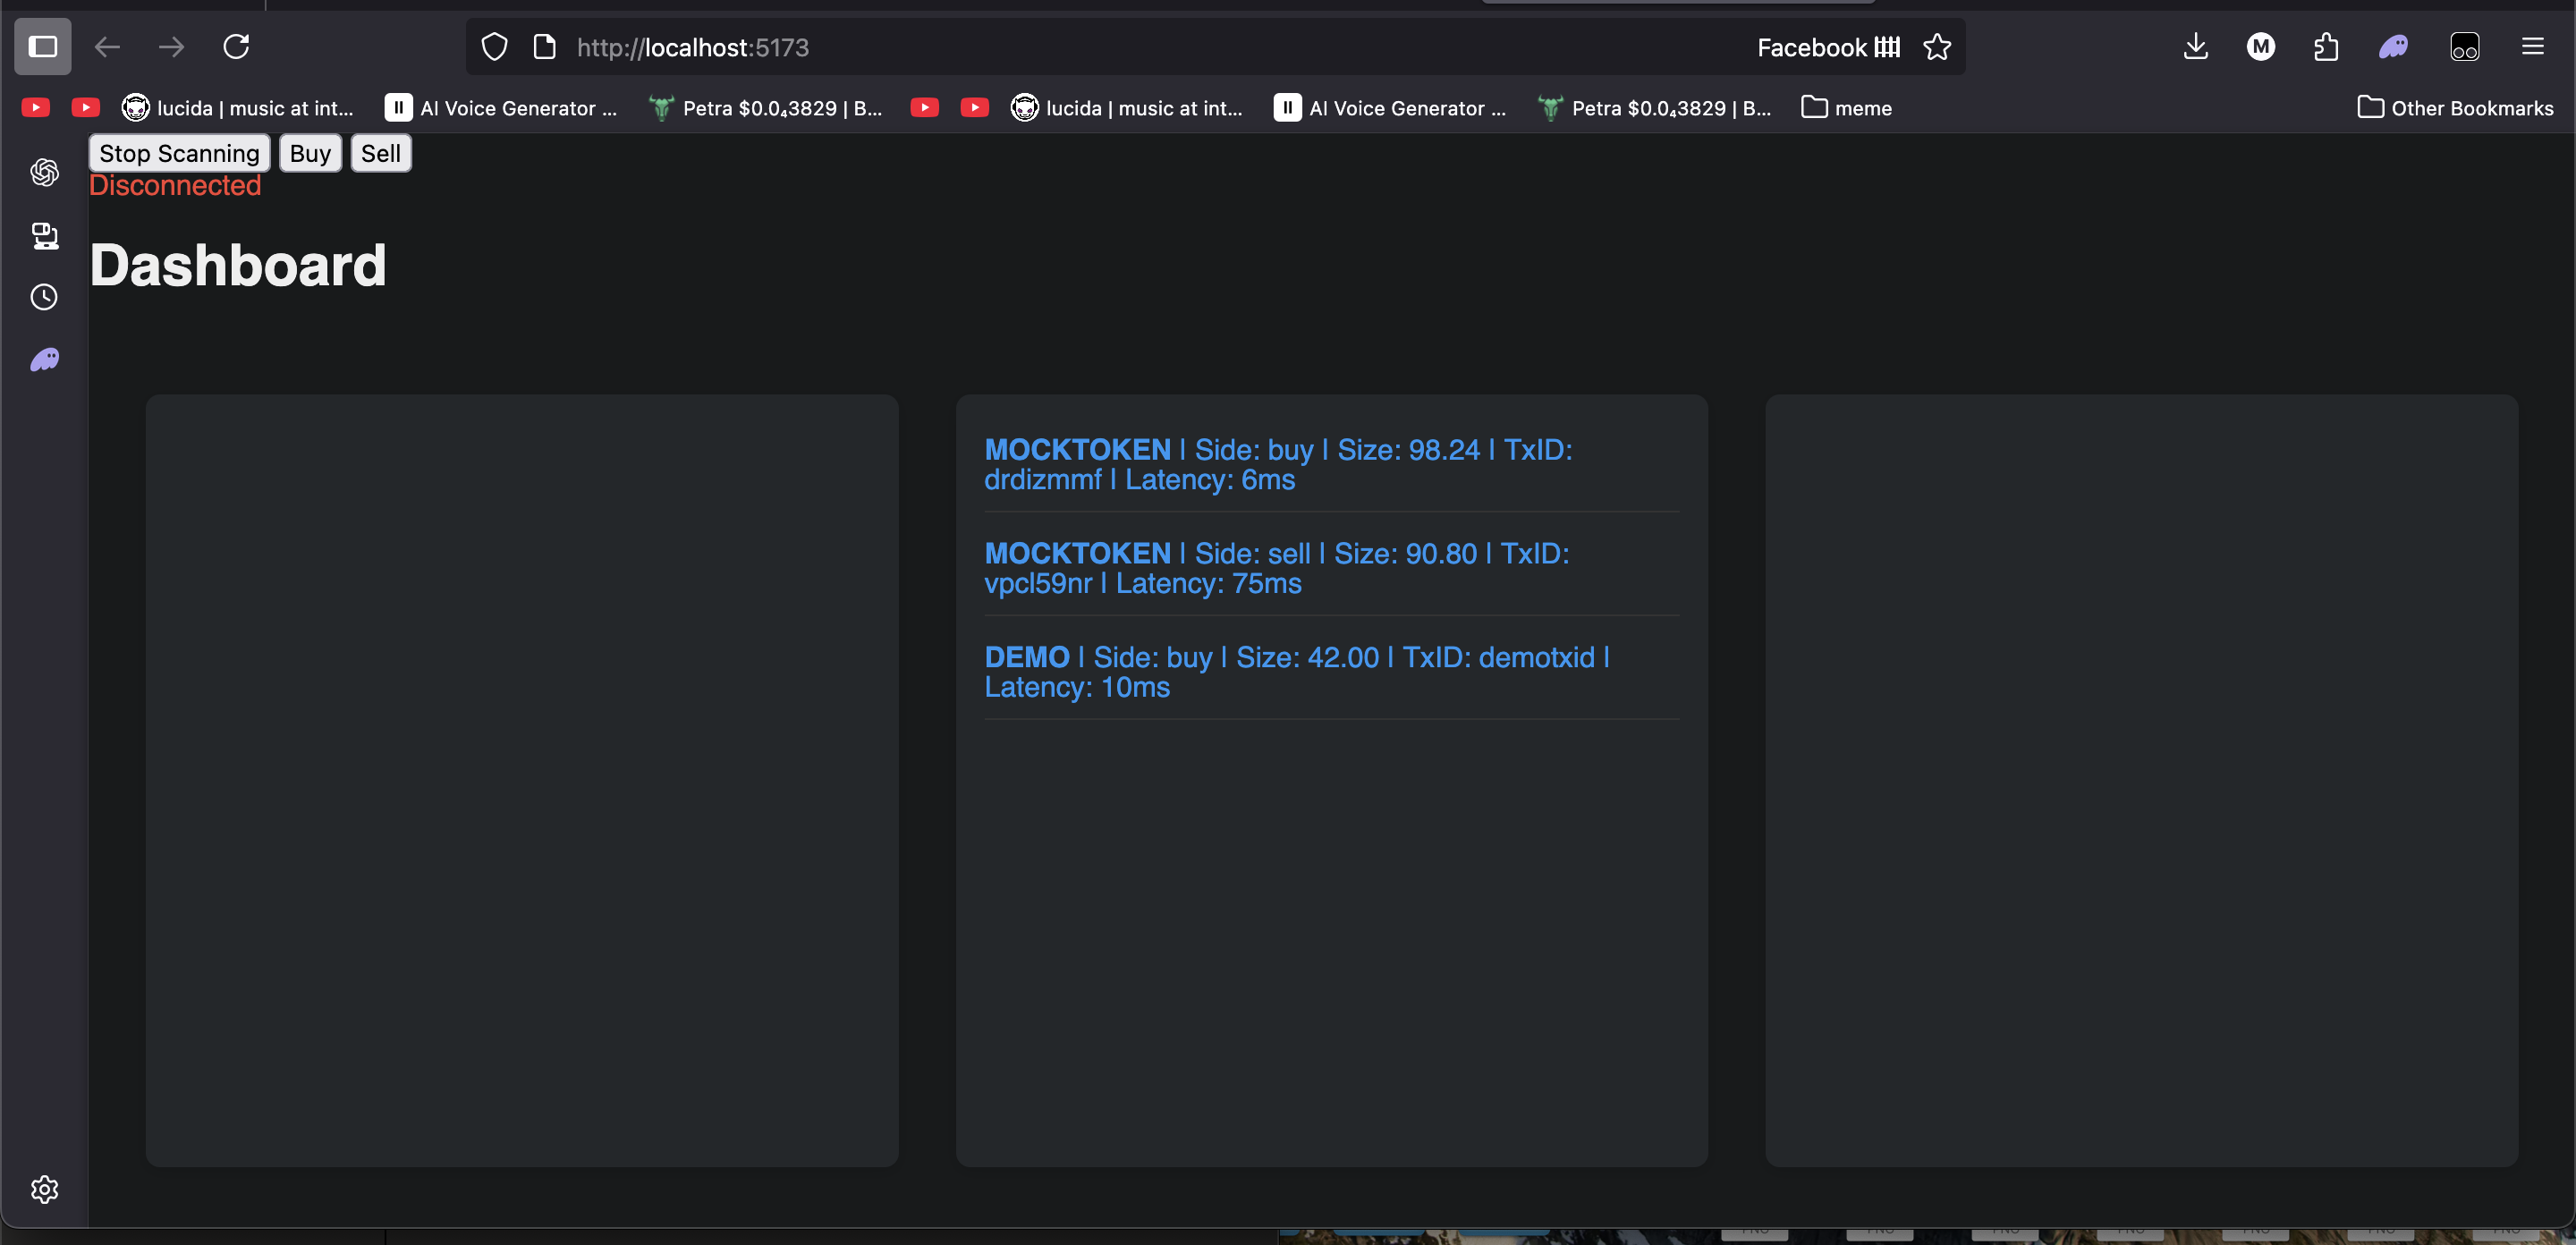 http://localhost:5173
Facebook
M
lucida | music at int...
AI Voice Generator ...
Petra $0.0₄3829 | B...
lucida | music at int...
AI Voice Generator ...
Petra $0.0₄3829 | B...
meme
Other Bookmarks
Stop Scanning
Buy
Sell
Disconnected
Dashboard
MOCKTOKEN | Side: buy | Size: 98.24 | TxID:
drdizmmf | Latency: 6ms
MOCKTOKEN | Side: sell | Size: 90.80 | TxID:
vpcl59nr | Latency: 75ms
DEMO | Side: buy | Size: 42.00 | TxID: demotxid |
Latency: 10ms